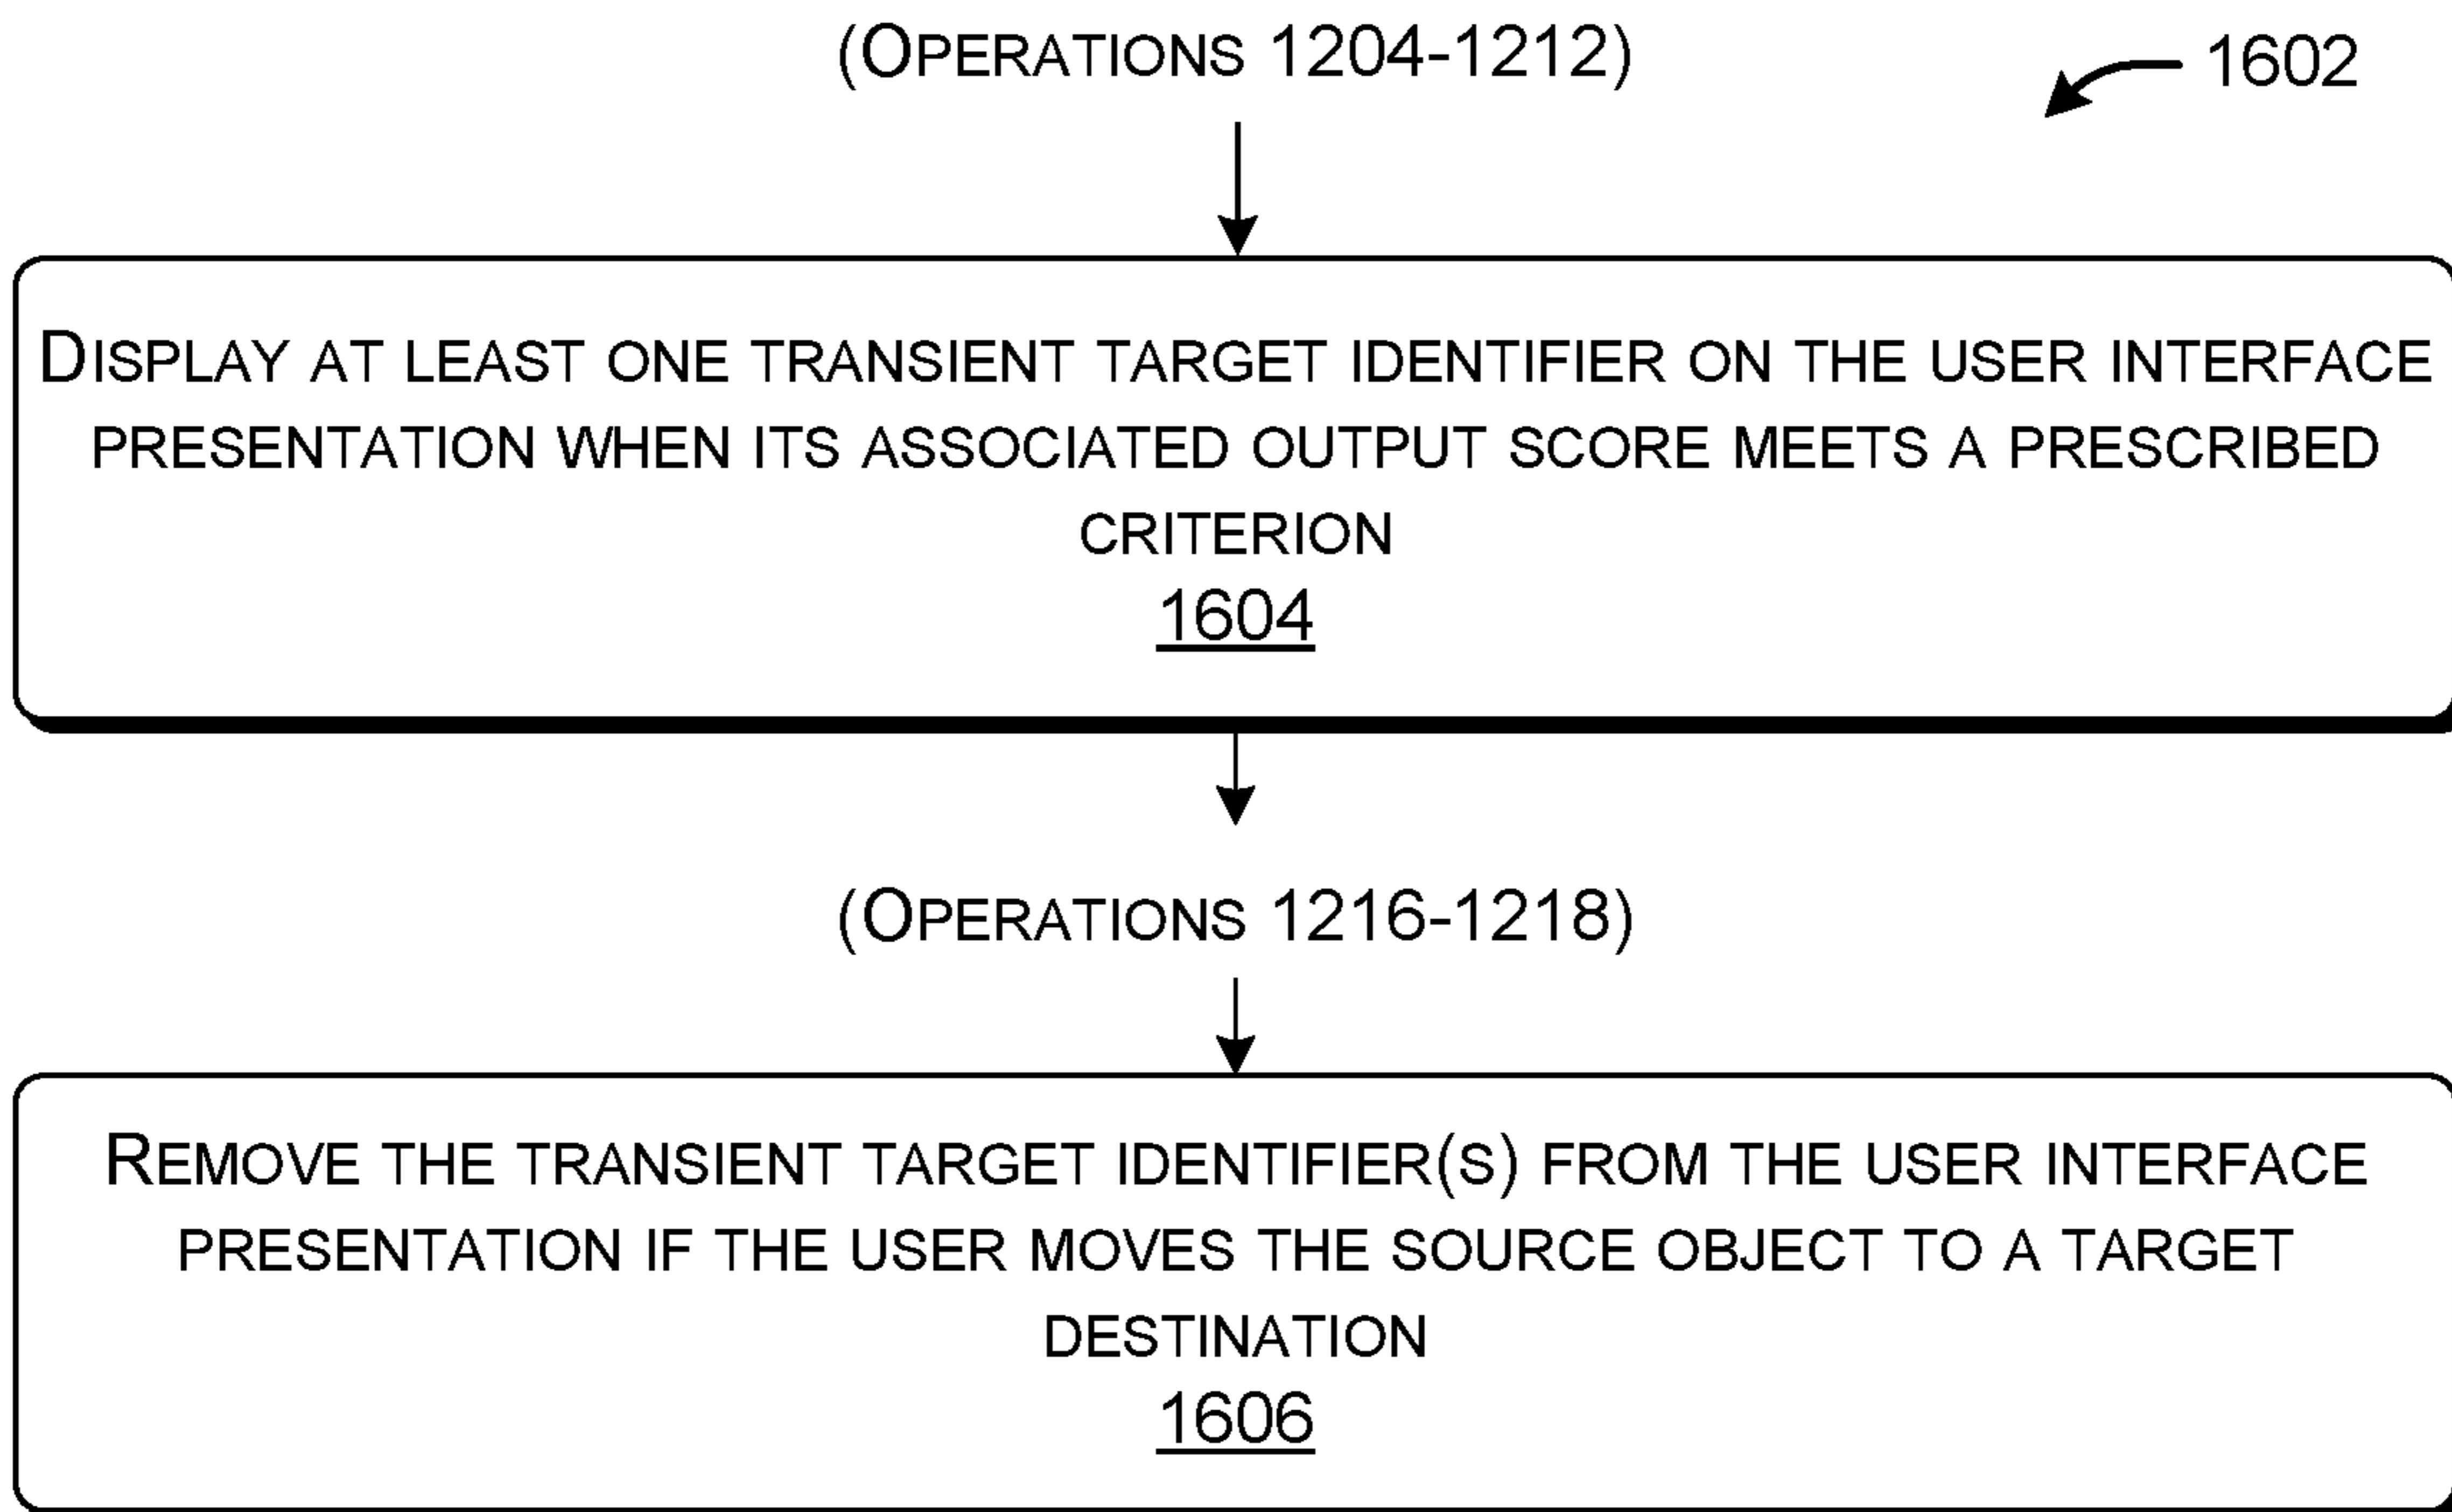 (OPERATIONS 1204-1212)
1602
DISPLAY AT LEAST ONE TRANSIENT TARGET IDENTIFIER ON THE USER INTERFACE
PRESENTATION WHEN ITS ASSOCIATED OUTPUT SCORE MEETS A PRESCRIBED
CRITERION
1604
(OPERATIONS 1216-1218)
REMOVE THE TRANSIENT TARGET IDENTIFIER(S) FROM THE USER INTERFACE
PRESENTATION IF THE USER MOVES THE SOURCE OBJECT TO A TARGET
DESTINATION
1606